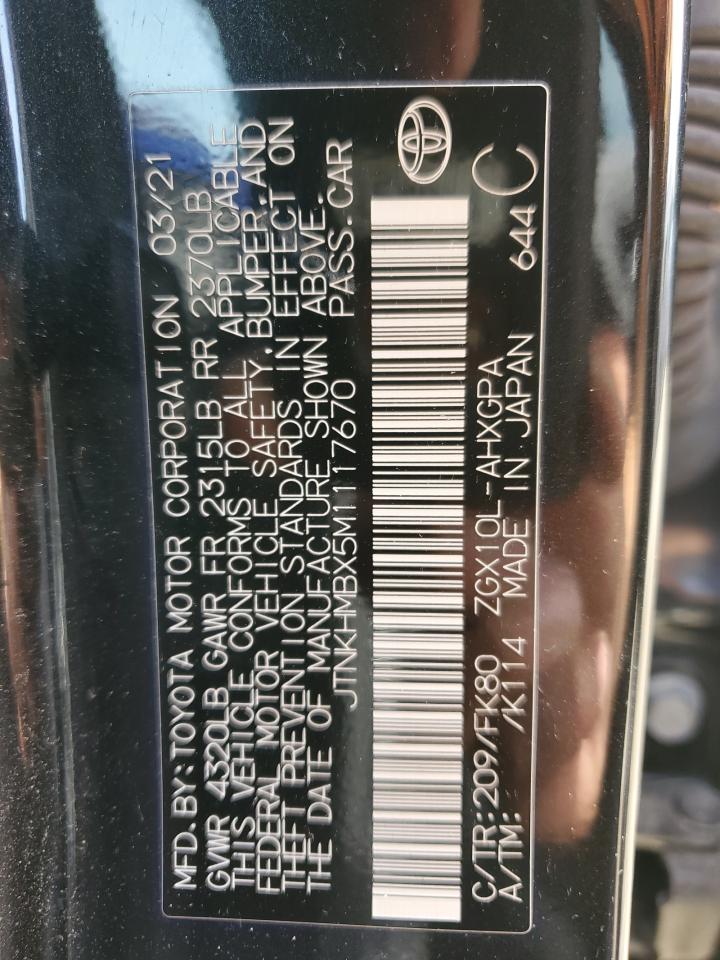 MFD. BY: TOYOTA MOTOR CORPORATION 03/21
GVWR 4320LB GAWR FR 2315LB RR 2370LB
THIS VEHICLE CONFORMS TO ALL APPLICABLE
FEDERAL MOTOR VEHICLE SAFETY, BUMPER, AND
THEFT PREVENTION STANDARDS IN EFFECT ON
THE DATE OF MANUFACTURE SHOWN ABOVE.
JTNKHMBX5M1117670 PASS. CAR
C/TR: 209/FK80 ZGX10L-AHXGPA
A/TM: /K114 MADE IN JAPAN 644
C